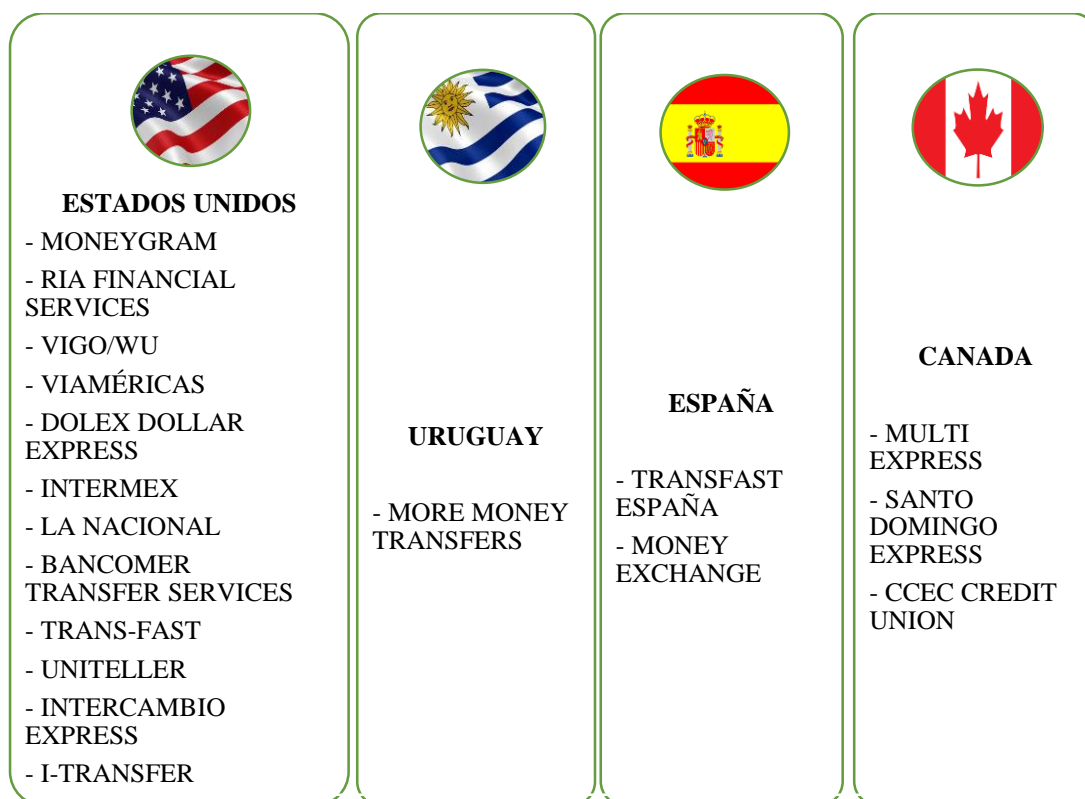 ESTADOS UNIDOS
- MONEYGRAM
- RIA FINANCIAL
SERVICES
- VIGO/WU
- VIAMÉRICAS
- DOLEX DOLLAR
EXPRESS
- INTERMEX
- LA NACIONAL
- BANCOMER
TRANSFER SERVICES
- TRANS-FAST
- UNITELLER
- INTERCAMBIO
EXPRESS
- I-TRANSFER
URUGUAY
- MORE MONEY
TRANSFERS
ESPAÑA
- TRANSFAST
ESPAÑA
- MONEY
EXCHANGE
CANADA
- MULTI
EXPRESS
- SANTO
DOMINGO
EXPRESS
- CCEC CREDIT
UNION